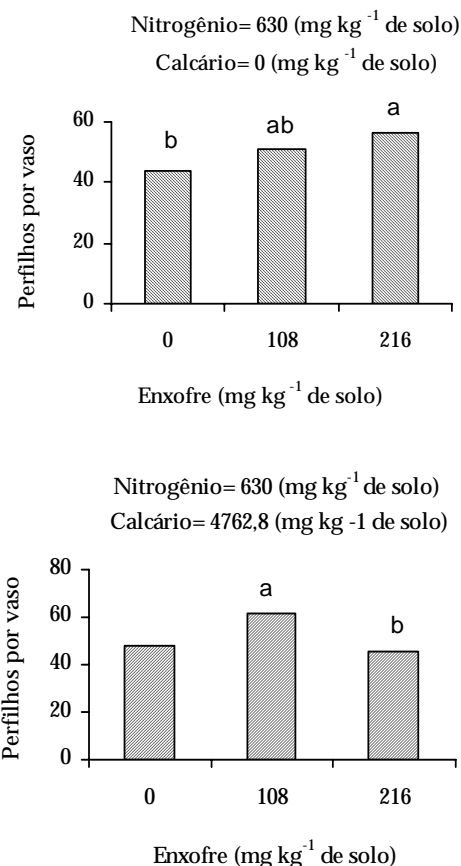 Nitrogênio= 630 (mg kg -1 de solo)
Calcário= 0 (mg kg -1 de solo)
Perfilhos por vaso
60
40
20
0
b
ab
a
0 108 216
Enxofre (mg kg -1 de solo)
Nitrogênio= 630 (mg kg-1 de solo)
Calcário= 4762,8 (mg kg -1 de solo)
Perfilhos por vaso
80
60
40
20
0
a
b
0 108 216
Enxofre (mg kg-1 de solo)